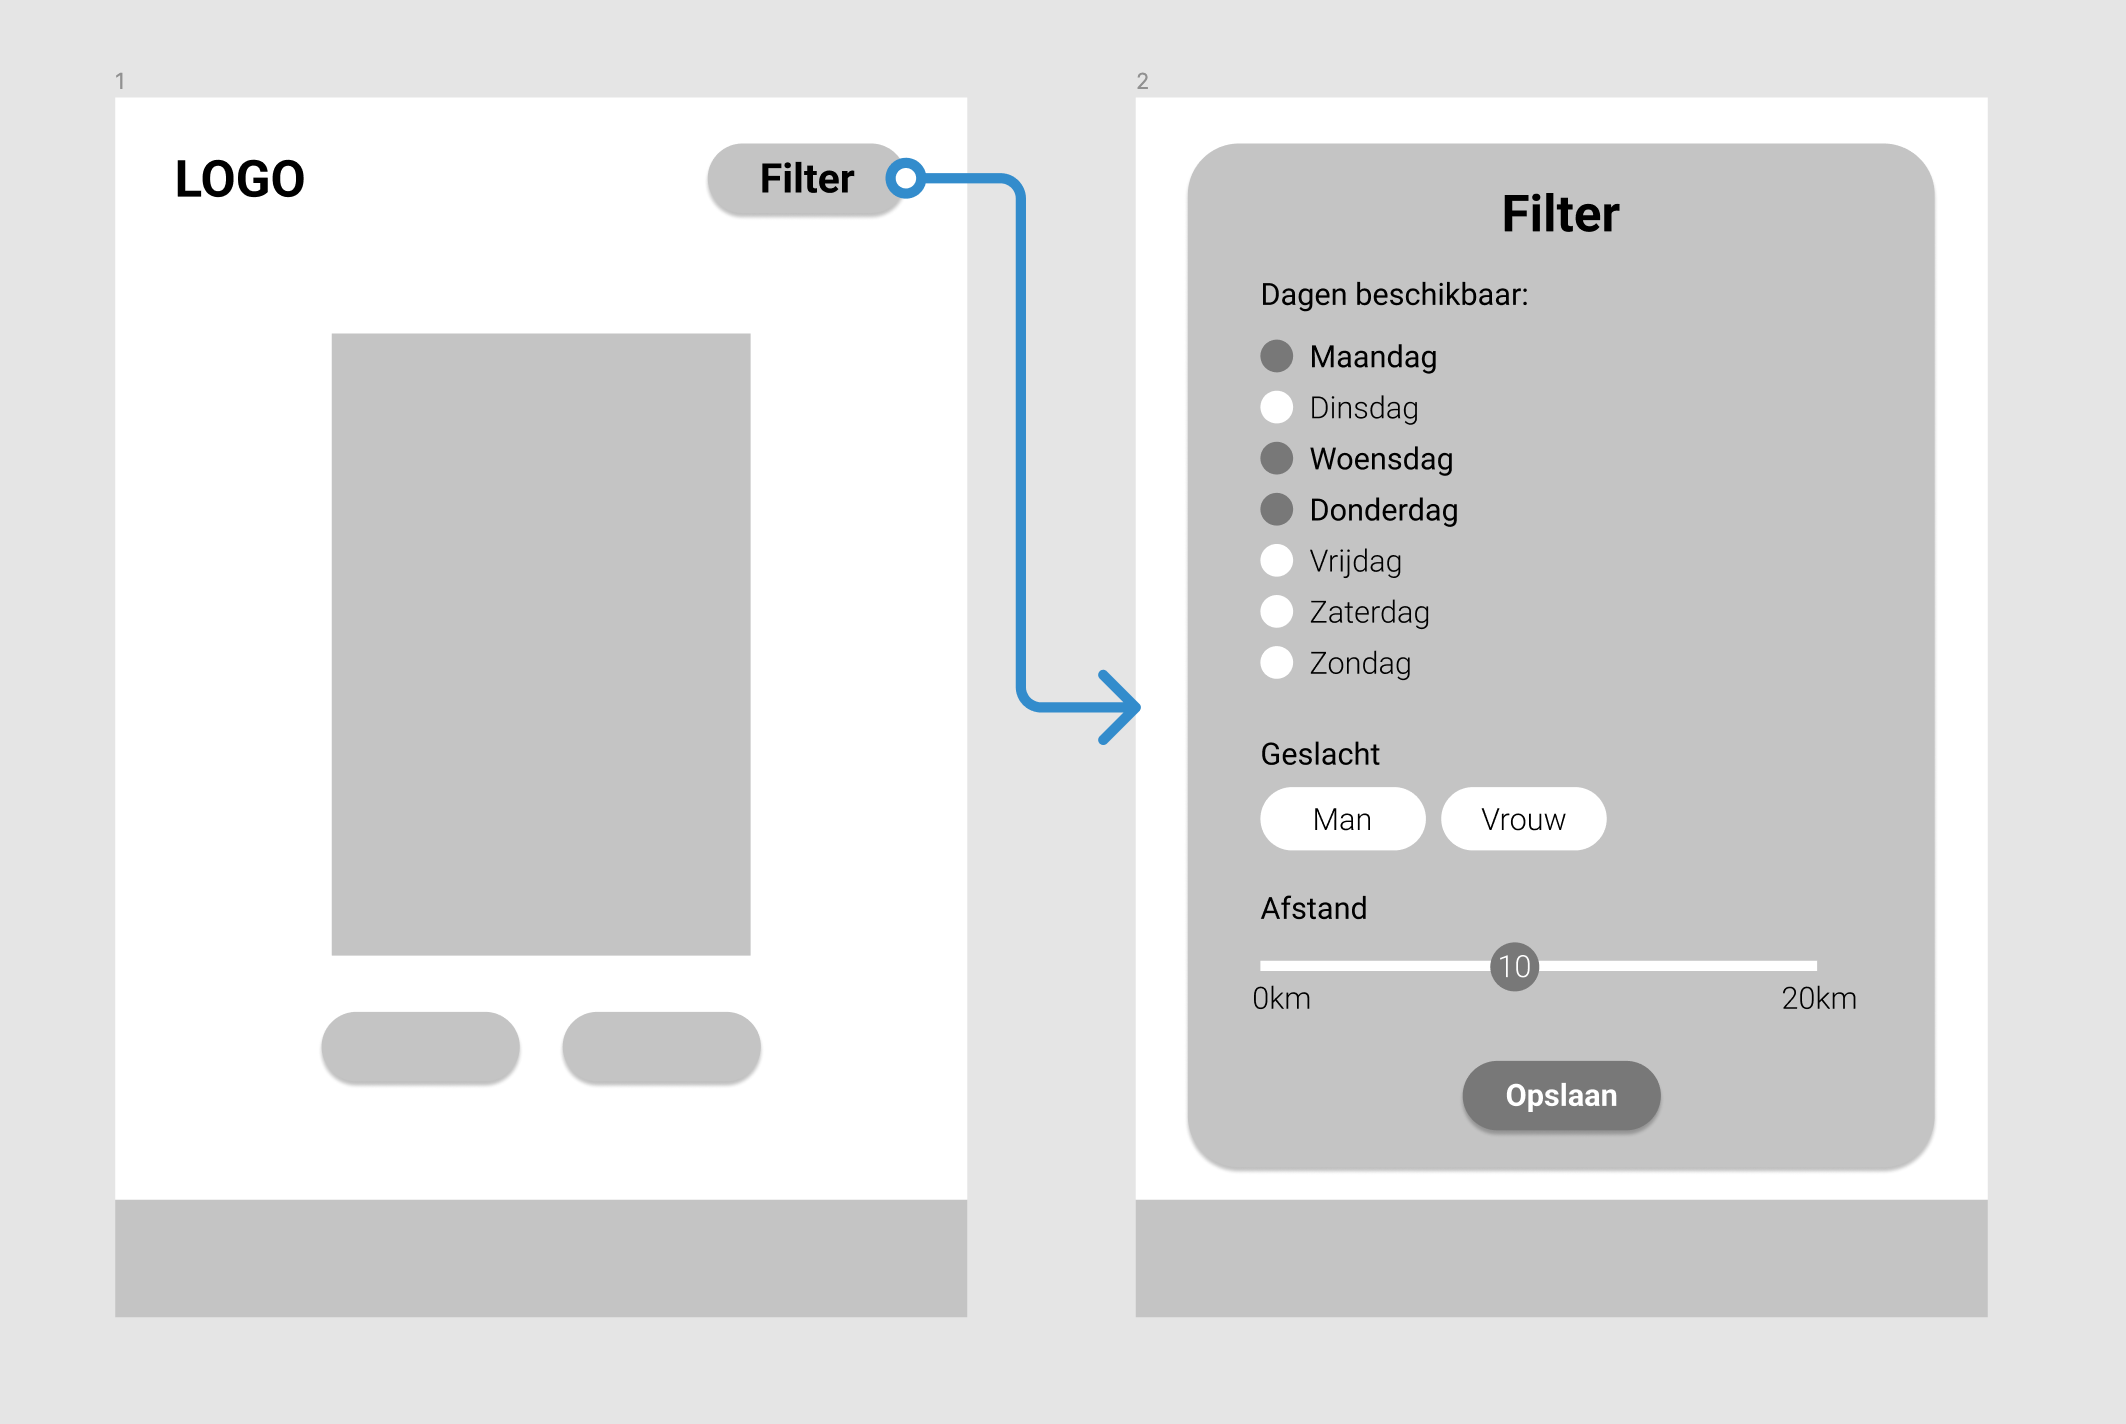 1
LOGO
Filter
2
Filter
Dagen beschikbaar:
Maandag
Dinsdag
Woensdag
Donderdag
Vrijdag
Zaterdag
Zondag
Geslacht
Man
Vrouw
Afstand
10
0km
20km
Opslaan